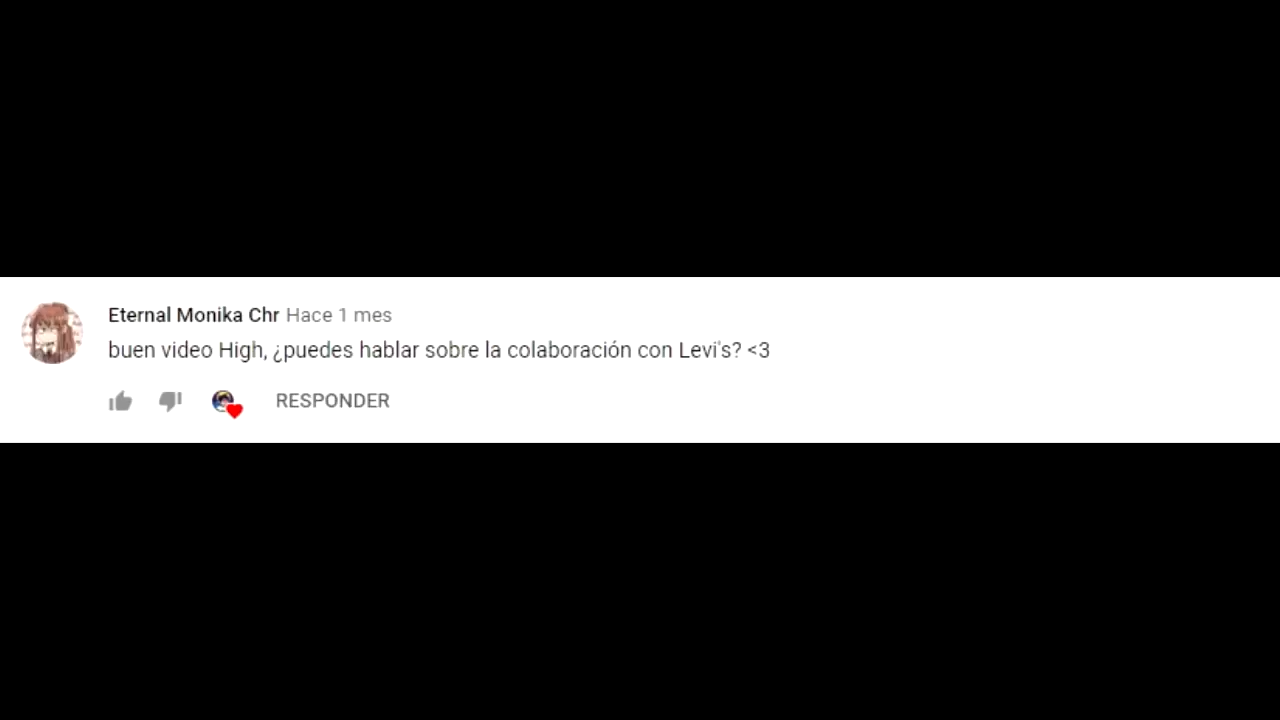 Eternal Monika Chr Hace 1 mes
buen video High, ¿puedes hablar sobre la colaboración con Levi's? <3
RESPONDER